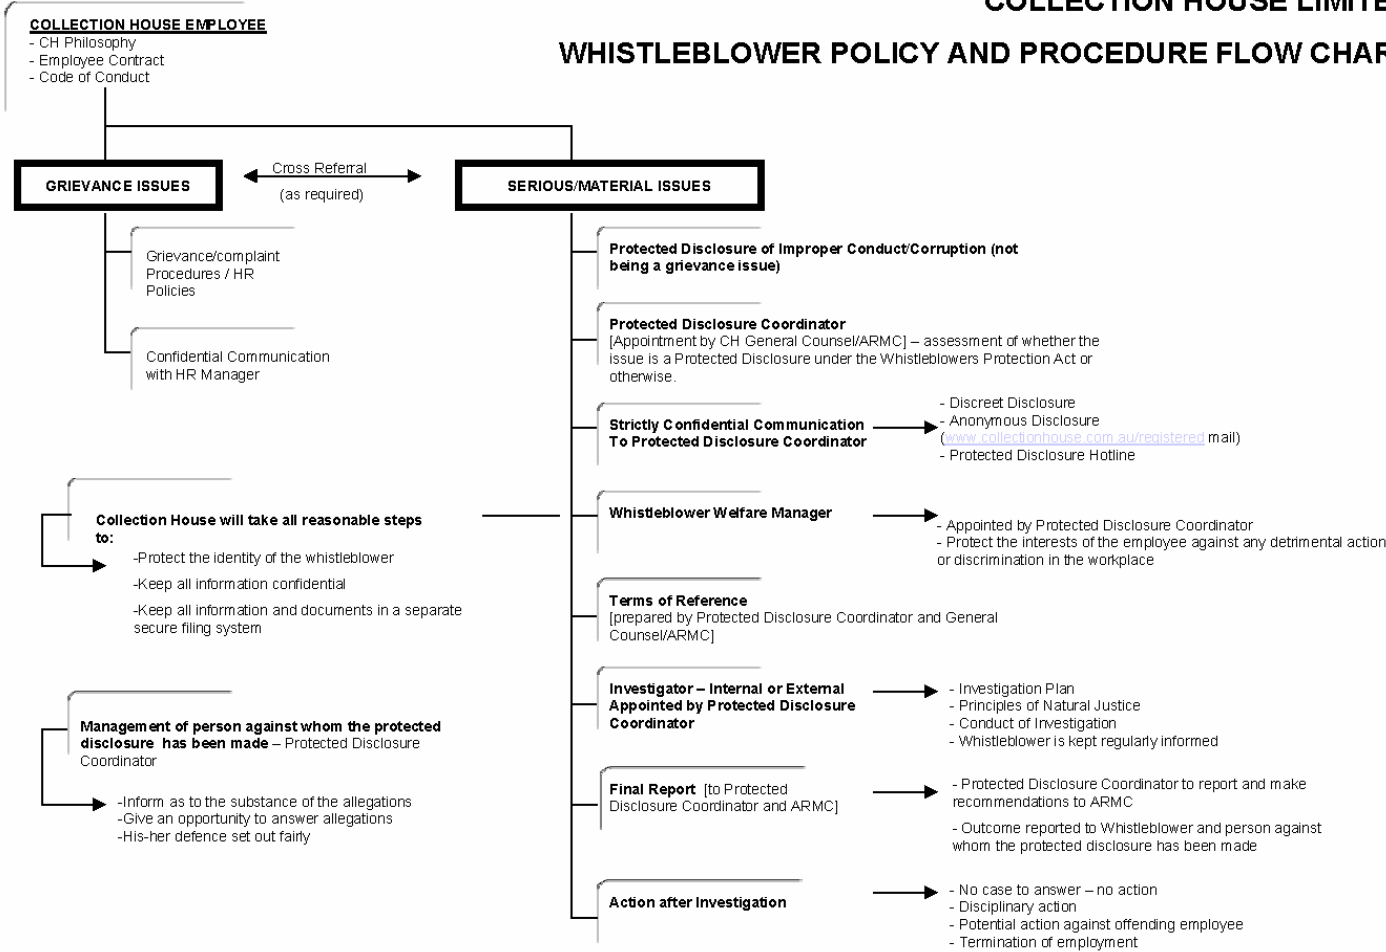 COLLECTION HOUSE LIMITE
WHISTLEBLOWER POLICY AND PROCEDURE FLOW CHAR
COLLECTION HOUSE EMPLOYEE
- CH Philosophy
- Employee Contract
- Code of Conduct
GRIEVANCE ISSUES
Cross Referral
(as required)
SERIOUS/MATERIAL ISSUES
Grievance/complaint
Procedures / HR
Policies
Confidential Communication
with HR Manager
Protected Disclosure of Improper Conduct/Corruption (not
being a grievance issue)
Protected Disclosure Coordinator
[Appointment by CH General Counsel/ARMC] – assessment of whether the
issue is a Protected Disclosure under the Whistleblowers Protection Act or
otherwise.
Strictly Confidential Communication
To Protected Disclosure Coordinator
- Discreet Disclosure
- Anonymous Disclosure
(www.collectionhouse.com.au/registered mail)
- Protected Disclosure Hotline
Collection House will take all reasonable steps
to:
-Protect the identity of the whistleblower
-Keep all information confidential
-Keep all information and documents in a separate
secure filing system
Whistleblower Welfare Manager
- Appointed by Protected Disclosure Coordinator
- Protect the interests of the employee against any detrimental action
or discrimination in the workplace
Terms of Reference
[prepared by Protected Disclosure Coordinator and General
Counsel/ARMC]
Investigator – Internal or External
Appointed by Protected Disclosure
Coordinator
- Investigation Plan
- Principles of Natural Justice
- Conduct of Investigation
- Whistleblower is kept regularly informed
Management of person against whom the protected
disclosure has been made – Protected Disclosure
Coordinator
-Inform as to the substance of the allegations
-Give an opportunity to answer allegations
-His-her defence set out fairly
Final Report [to Protected
Disclosure Coordinator and ARMC]
- Protected Disclosure Coordinator to report and make
recommendations to ARMC
- Outcome reported to Whistleblower and person against
whom the protected disclosure has been made
Action after Investigation
- No case to answer – no action
- Disciplinary action
- Potential action against offending employee
- Termination of employment